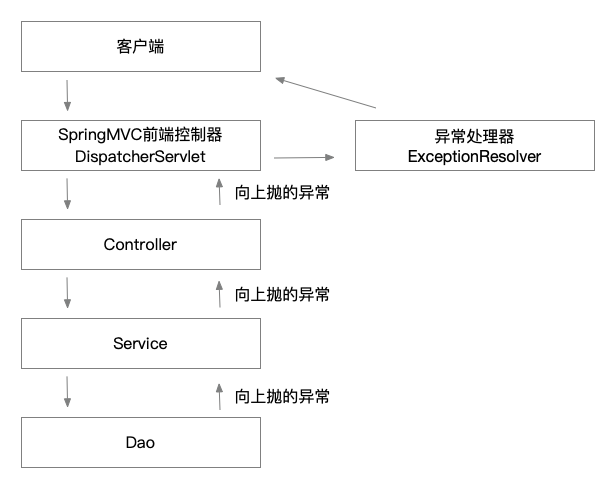 客户端
SpringMVC前端控制器
DispatcherServlet
异常处理器
ExceptionResolver
向上抛的异常
Controller
向上抛的异常
Service
向上抛的异常
Dao